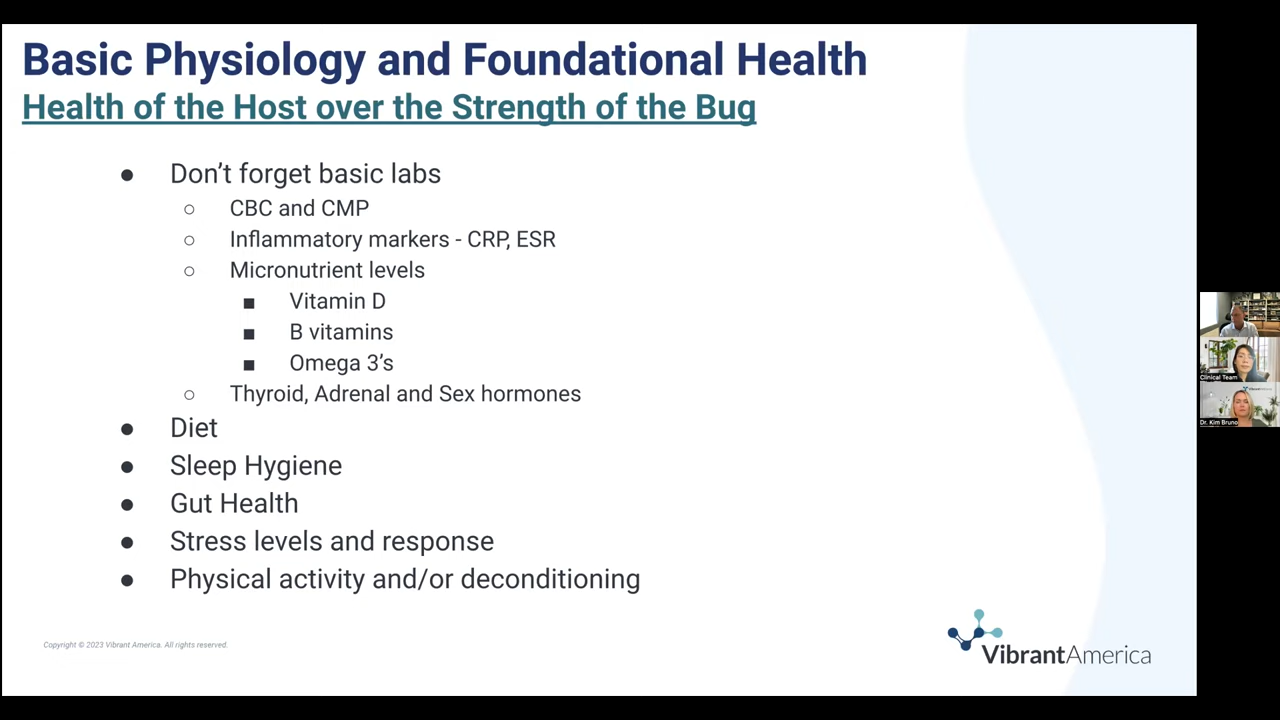 Basic Physiology and Foundational Health
Health of the Host over the Strength of the Bug
● Don’t forget basic labs
○ CBC and CMP
○ Inflammatory markers - CRP, ESR
○ Micronutrient levels
■ Vitamin D
■ B vitamins
■ Omega 3’s
○ Thyroid, Adrenal and Sex hormones
● Diet
● Sleep Hygiene
● Gut Health
● Stress levels and response
● Physical activity and/or deconditioning
Copyright © 2023 Vibrant America. All rights reserved.
VibrantAmerica
Clinical Team
Dr. Kim Bruno